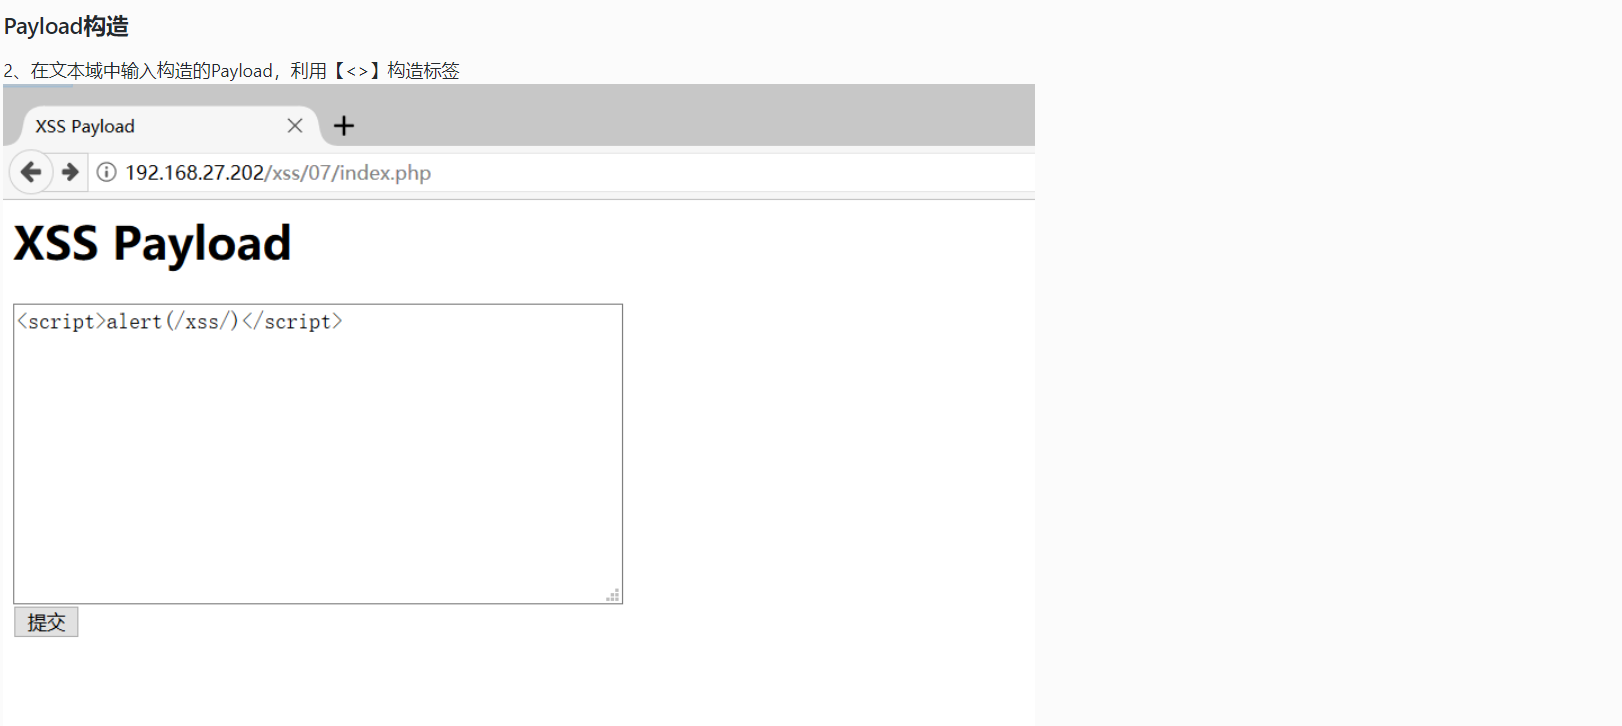 Payload构造
2、在文本域中输入构造的Payload，利用【<>】构造标签
XSS Payload
192.168.27.202/xss/07/index.php
XSS Payload
<script>alert(/xss/)</script>
提交